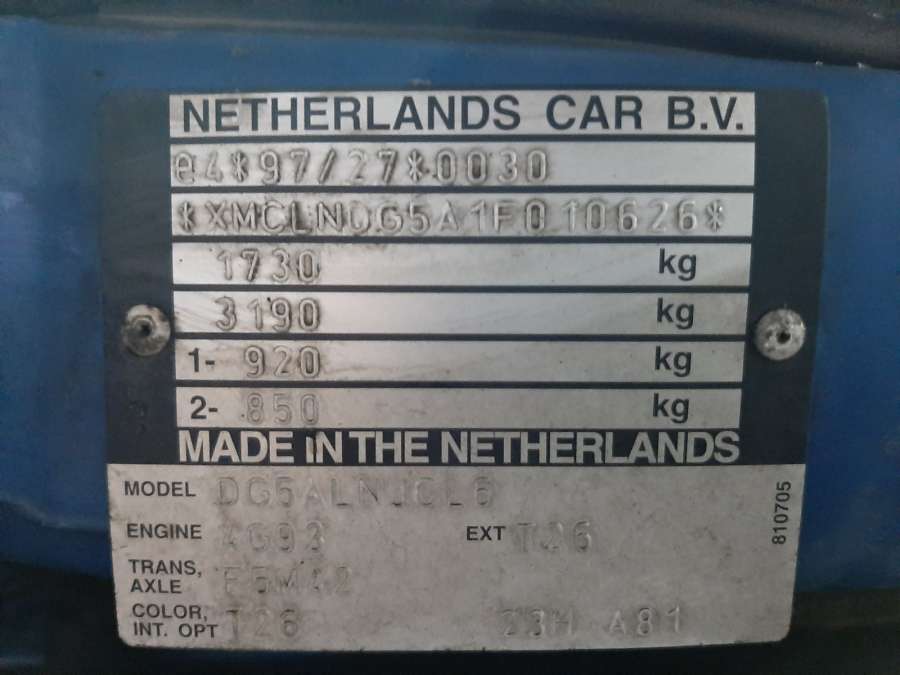 NETHERLANDS CAR B.V.
e4*97/27*0030
*XMCLNDG5A1F010626*
1730 kg
3190 kg
1- 920 kg
2- 850 kg
MADE IN THE NETHERLANDS
MODEL DG5ALNJCL6
ENGINE 4G93 EXT T26
TRANS, AXLE F5M42
COLOR, INT. OPT T26 23H A81
810705